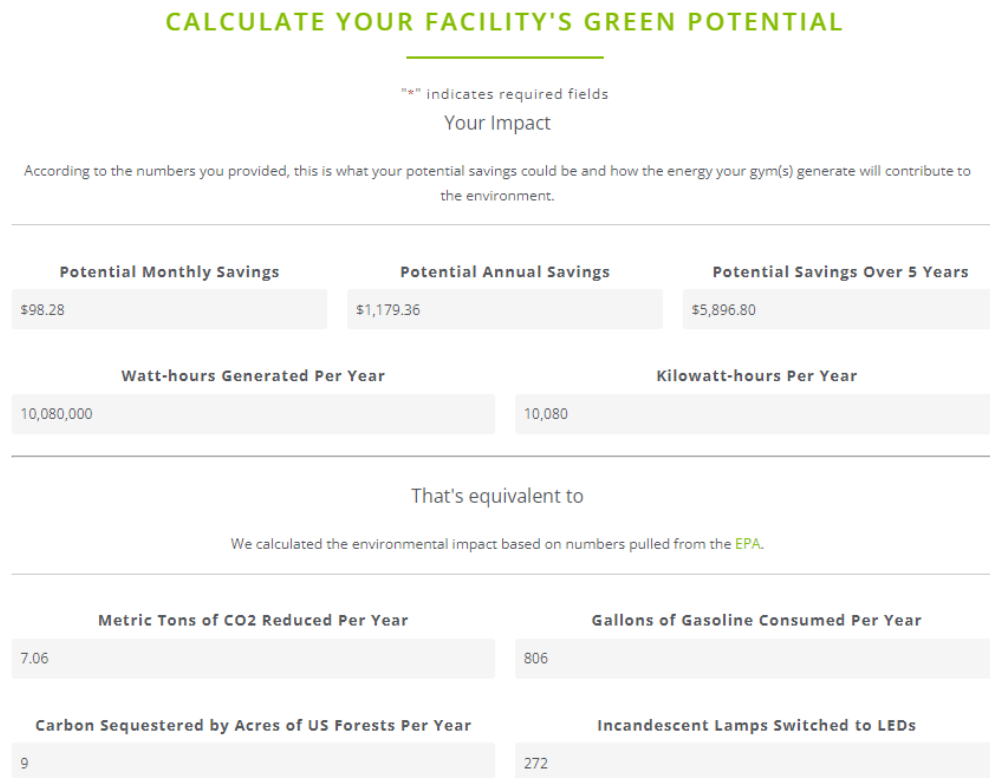 CALCULATE YOUR FACILITY'S GREEN POTENTIAL
"*" indicates required fields
Your Impact
According to the numbers you provided, this is what your potential savings could be and how the energy your gym(s) generate will contribute to
the environment.
Potential Monthly Savings
$98.28
Potential Annual Savings
$1,179.36
Potential Savings Over 5 Years
$5,896.80
Watt-hours Generated Per Year
10,080,000
Kilowatt-hours Per Year
10,080
That's equivalent to
We calculated the environmental impact based on numbers pulled from the EPA.
Metric Tons of CO2 Reduced Per Year
7.06
Gallons of Gasoline Consumed Per Year
806
Carbon Sequestered by Acres of US Forests Per Year
9
Incandescent Lamps Switched to LEDs
272